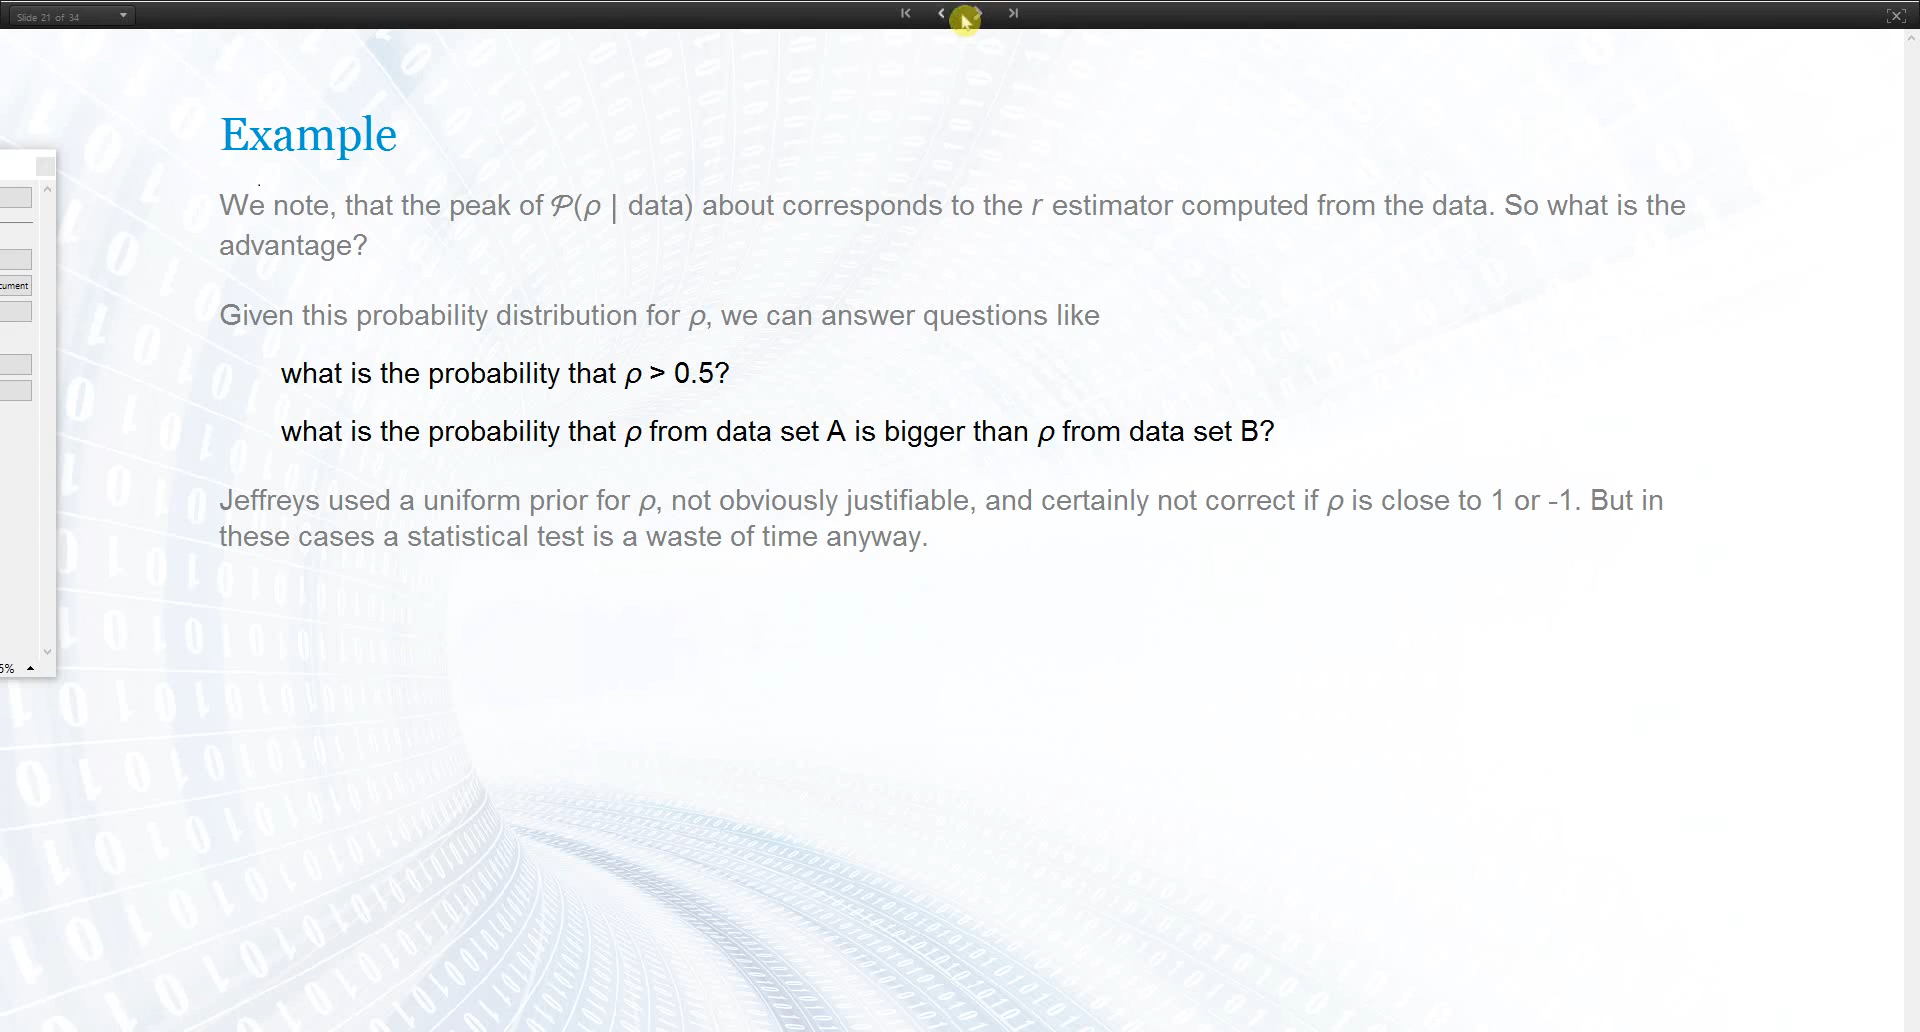 Slide 21 of 34
Example
We note, that the peak of 𝒫(ρ | data) about corresponds to the r estimator computed from the data. So what is the
advantage?
Given this probability distribution for ρ, we can answer questions like
what is the probability that ρ > 0.5?
what is the probability that ρ from data set A is bigger than ρ from data set B?
Jeffreys used a uniform prior for ρ, not obviously justifiable, and certainly not correct if ρ is close to 1 or -1. But in
these cases a statistical test is a waste of time anyway.
cument
5%